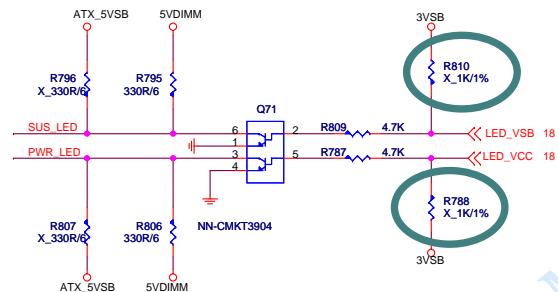 ATX_5VSB 5VDIMM 3VSB
R796 R795 R810
X_330R/6 330R/6 X_1K/1%
Q71
SUS_LED 6 2 R809 4.7K LED_VSB 18
1
PWR_LED 3 5 R787 4.7K LED_VCC 18
4
R807 R806 R788
X_330R/6 330R/6 NN-CMKT3904 X_1K/1%
ATX_5VSB 5VDIMM 3VSB